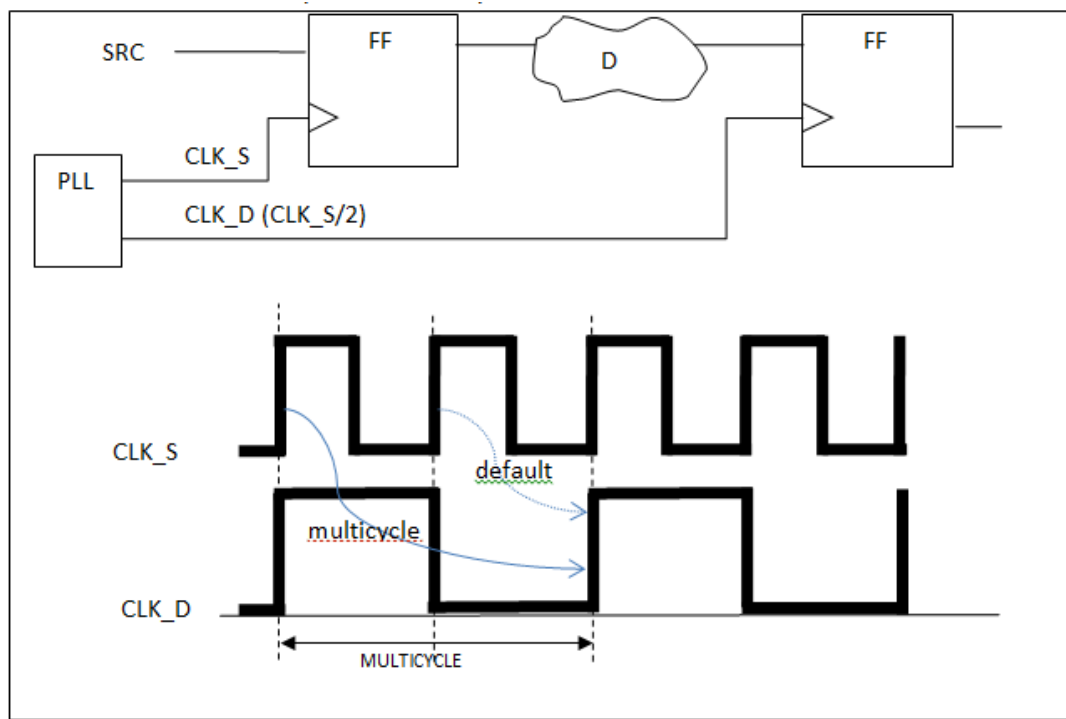 SRC
FF
D
FF
CLK_S
PLL
CLK_D (CLK_S/2)
CLK_S
default
multicycle
CLK_D
MULTICYCLE